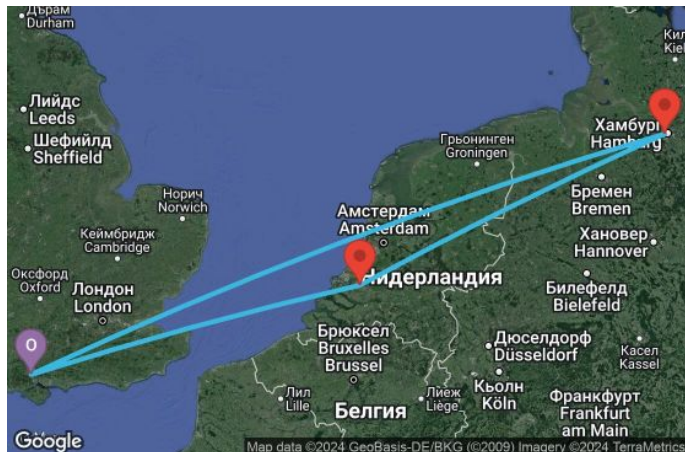 Дърам
Durham
Кил
Kiel
Лийдс
Leeds
Хамбург
Hamburg
Шефийлд
Sheffield
Грьонинген
Groningen
Бремен
Bremen
Норич
Norwich
Амстердам
Amsterdam
Кеймбридж
Cambridge
Хановер
Hannover
Оксфорд
Oxford
Нидерландия
Лондон
London
Билефелд
Bielefeld
O
Брюксел
Bruxelles
Brussel
Дюселдорф
Düsseldorf
Касел
Kassel
Лил
Lille
Лиеж
Liège
Кьолн
Köln
Белгия
Франкфурт
Frankfurt
am Main
Google
Map data ©2024 GeoBasis-DE/BKG (©2009) Imagery ©2024 TerraMetrics